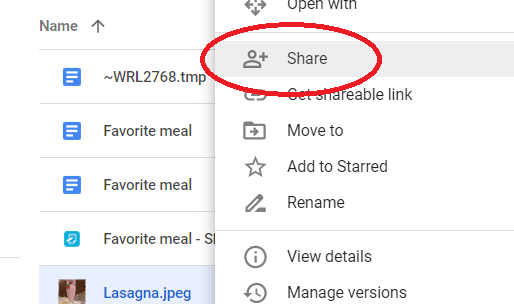 Name
~WRL2768.tmp
Favorite meal
Favorite meal
Favorite meal -
Lasagna.jpeg
Open with
Share
Get shareable link
Move to
Add to Starred
Rename
View details
Manage versions